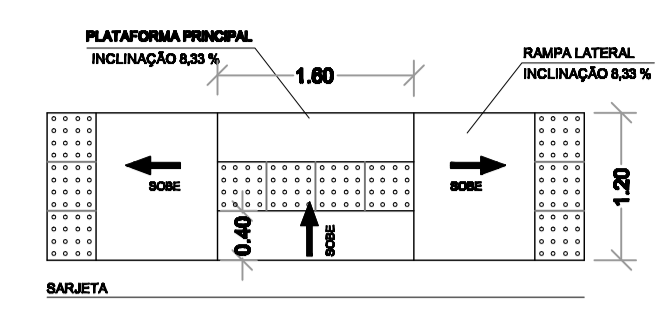 PLATAFORMA PRINCIPAL
INCLINAÇÃO 8,33 %
RAMPA LATERAL
INCLINAÇÃO 8,33 %
1.60
SOBE
SOBE
1.20
0.40
SOBE
SARJETA